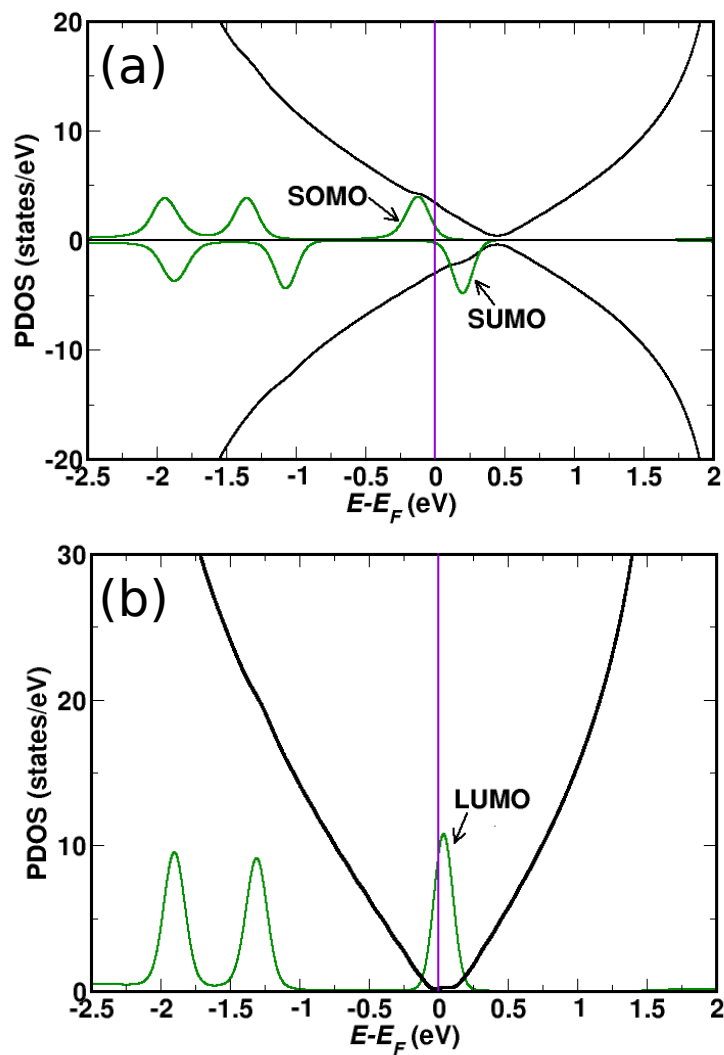 (a)
20
10
0
-10
-20
PDOS (states/eV)
SOMO
SUMO
-2.5 -2 -1.5 -1 -0.5 0 0.5 1 1.5 2
E-E_F (eV)
(b)
30
20
10
0
PDOS (states/eV)
LUMO
-2.5 -2 -1.5 -1 -0.5 0 0.5 1 1.5 2
E-E_F (eV)